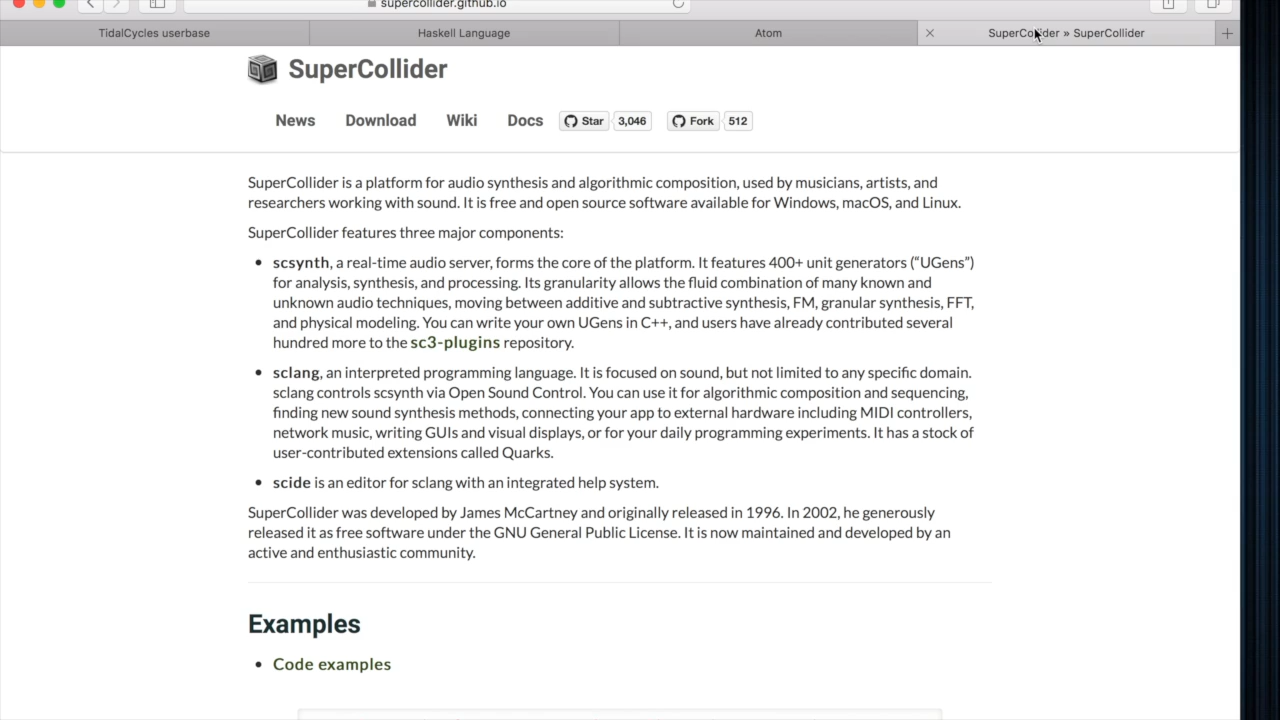 supercollider.github.io
TidalCycles userbase
Haskell Language
Atom
SuperCollider » SuperCollider
SuperCollider
News
Download
Wiki
Docs
Star
3,046
Fork
512
SuperCollider is a platform for audio synthesis and algorithmic composition, used by musicians, artists, and
researchers working with sound. It is free and open source software available for Windows, macOS, and Linux.
SuperCollider features three major components:
• scsynth, a real-time audio server, forms the core of the platform. It features 400+ unit generators (“UGens”)
for analysis, synthesis, and processing. Its granularity allows the fluid combination of many known and
unknown audio techniques, moving between additive and subtractive synthesis, FM, granular synthesis, FFT,
and physical modeling. You can write your own UGens in C++, and users have already contributed several
hundred more to the sc3-plugins repository.
• sclang, an interpreted programming language. It is focused on sound, but not limited to any specific domain.
sclang controls scsynth via Open Sound Control. You can use it for algorithmic composition and sequencing,
finding new sound synthesis methods, connecting your app to external hardware including MIDI controllers,
network music, writing GUIs and visual displays, or for your daily programming experiments. It has a stock of
user-contributed extensions called Quarks.
• scide is an editor for sclang with an integrated help system.
SuperCollider was developed by James McCartney and originally released in 1996. In 2002, he generously
released it as free software under the GNU General Public License. It is now maintained and developed by an
active and enthusiastic community.
Examples
• Code examples